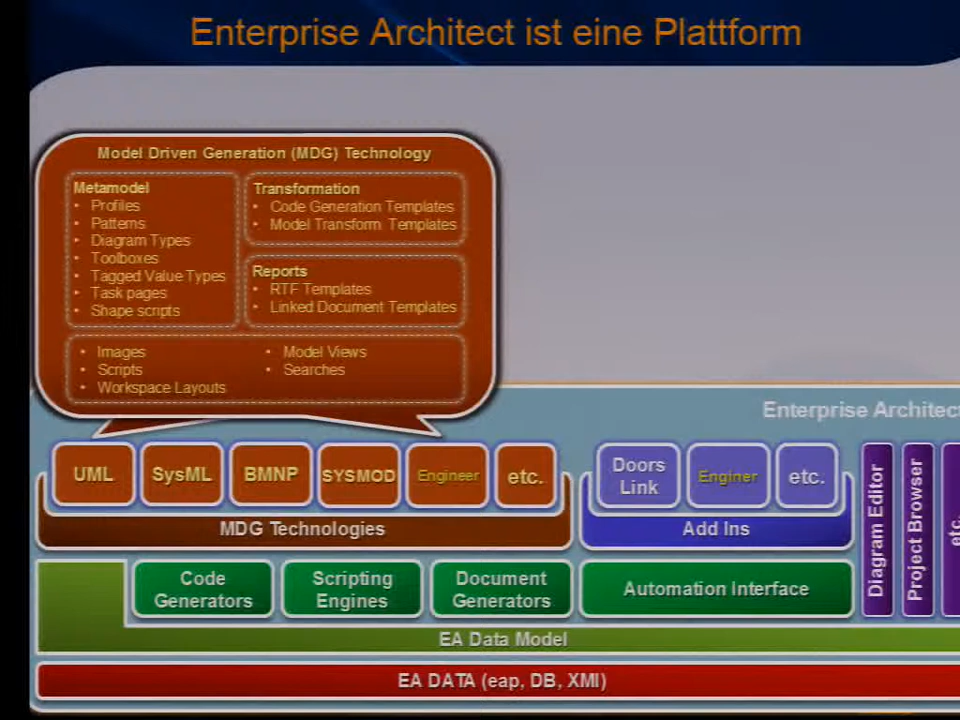 Enterprise Architect ist eine Plattform
Model Driven Generation (MDG) Technology
Metamodel
• Profiles
• Patterns
• Diagram Types
• Toolboxes
• Tagged Value Types
• Task pages
• Shape scripts
Transformation
• Code Generation Templates
• Model Transform Templates
Reports
• RTF Templates
• Linked Document Templates
• Images
• Scripts
• Workspace Layouts
• Model Views
• Searches
Enterprise Architect
UML
SysML
BMNP
SYSMOD
Engineer
etc.
MDG Technologies
Doors
Link
Enginer
etc.
Add Ins
Diagram Editor
Project Browser
etc.
Code
Generators
Scripting
Engines
Document
Generators
Automation Interface
EA Data Model
EA DATA (eap, DB, XMI)